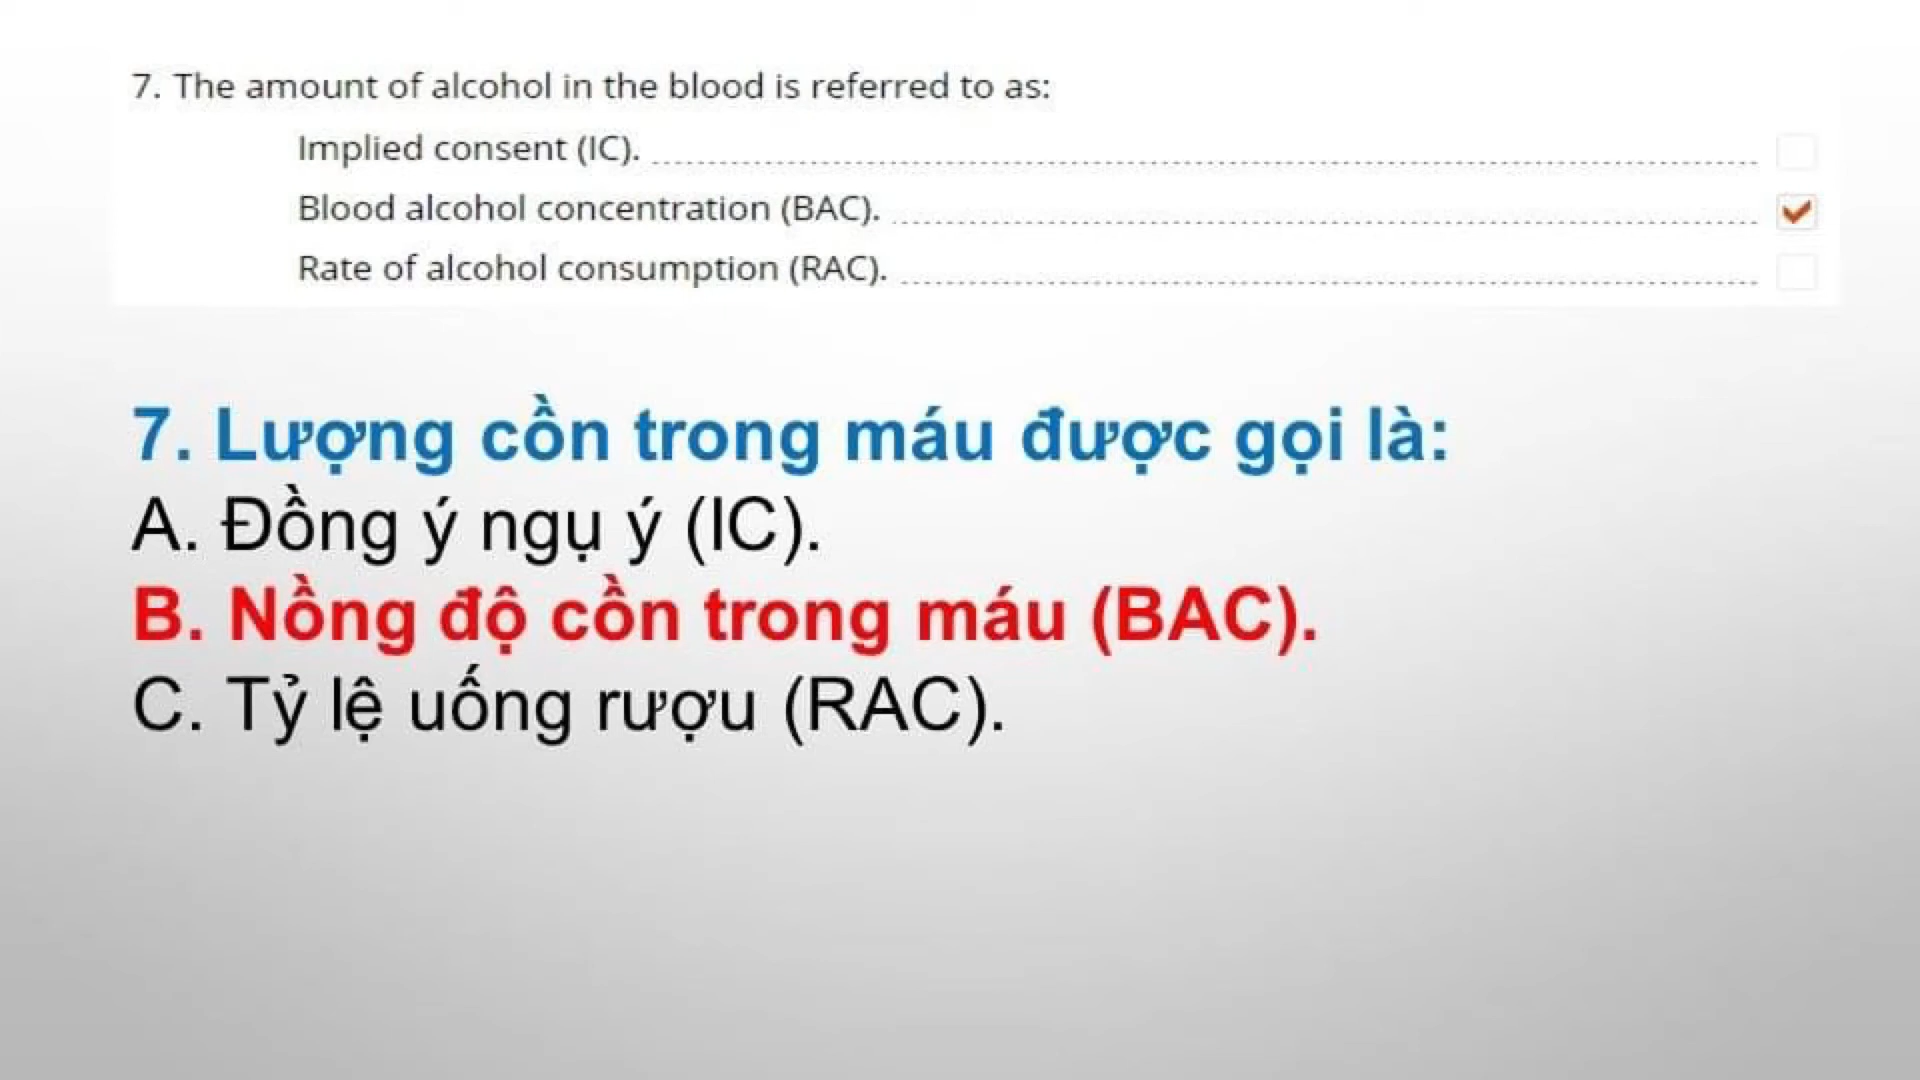 7. The amount of alcohol in the blood is referred to as:
Implied consent (IC).
Blood alcohol concentration (BAC).
Rate of alcohol consumption (RAC).
7. Lượng cồn trong máu được gọi là:
A. Đồng ý ngụ ý (IC).
B. Nồng độ cồn trong máu (BAC).
C. Tỷ lệ uống rượu (RAC).